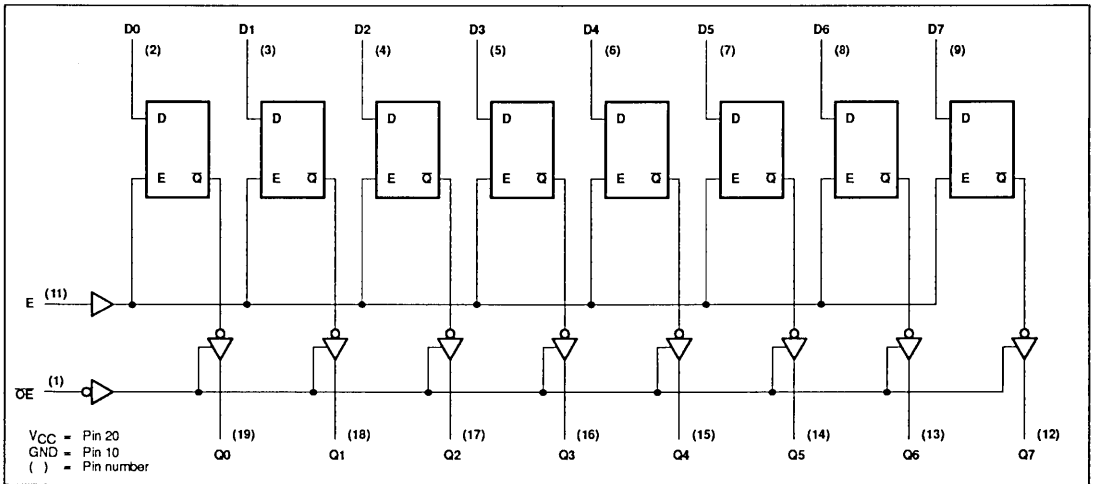 D0 D1 D2 D3 D4 D5 D6 D7
(2) (3) (4) (5) (6) (7) (8) (9)
D D D D D D D D
E Q̅ E Q̅ E Q̅ E Q̅ E Q̅ E Q̅ E Q̅ E Q̅
E (11)
O̅E̅ (1)
(19) (18) (17) (16) (15) (14) (13) (12)
Q0 Q1 Q2 Q3 Q4 Q5 Q6 Q7
VCC = Pin 20
GND = Pin 10
( ) = Pin number